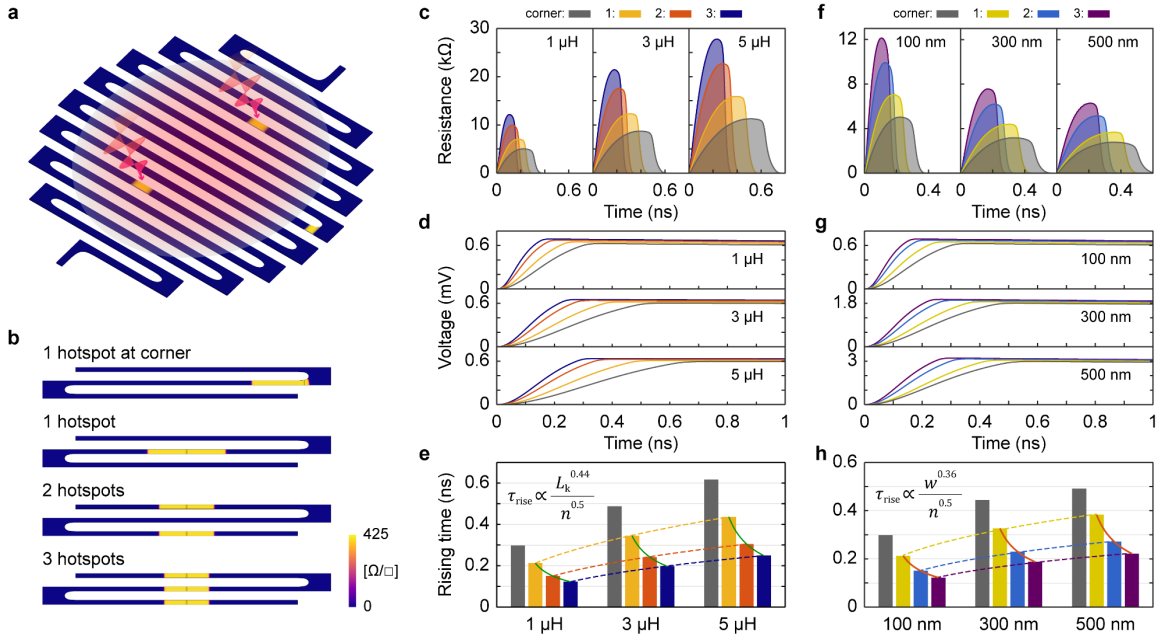 a
b
1 hotspot at corner
1 hotspot
2 hotspots
3 hotspots
425
[Ω/□]
0
c
corner: 1: 2: 3:
1 µH 3 µH 5 µH
Resistance (kΩ)
30
20
10
0
0.6 0 0.6 0 0.6
Time (ns)
d
Voltage (mV)
0.6
0
1 µH
0.6
0
3 µH
0.6
0
5 µH
0 0.2 0.4 0.6 0.8 1
Time (ns)
e
Rising time (ns)
0.6
0.4
0.2
0
τrise ∝ Lk^0.44 / n^0.5
1 µH 3 µH 5 µH
f
corner: 1: 2: 3:
100 nm 300 nm 500 nm
12
8
4
0
0 0.4 0 0.4 0 0.4
Time (ns)
g
0.6
0
100 nm
1.8
0
300 nm
3
0
500 nm
0 0.2 0.4 0.6 0.8 1
Time (ns)
h
0.6
0.4
0.2
0
τrise ∝ w^0.36 / n^0.5
100 nm 300 nm 500 nm